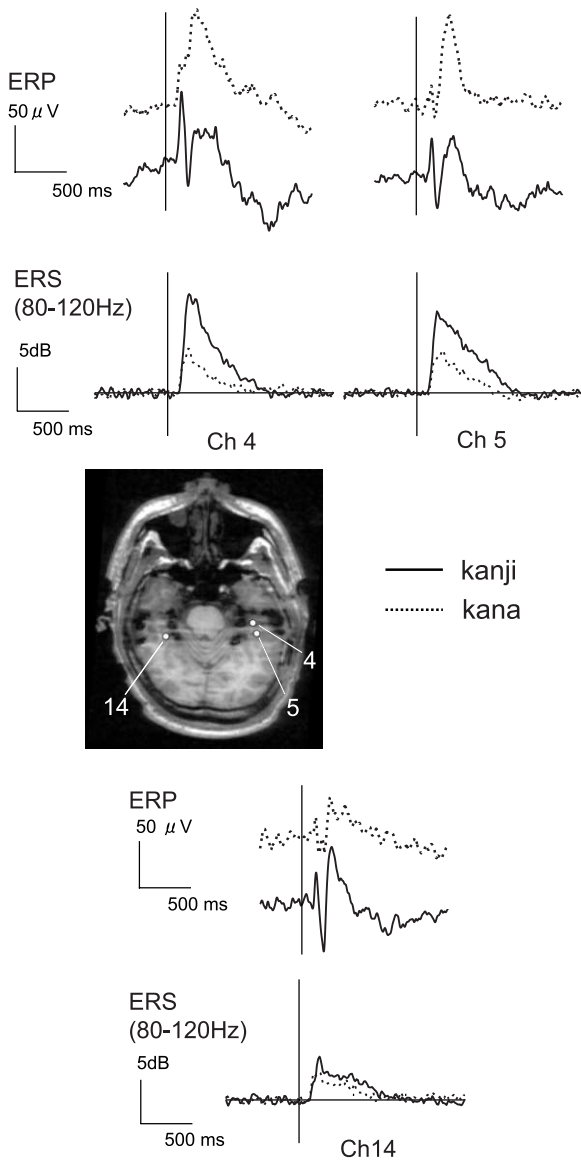 ERP
50 μV
500 ms
ERS
(80-120Hz)
5dB
500 ms
Ch 4
Ch 5
kanji
kana
4
14
5
ERP
50 μV
500 ms
ERS
(80-120Hz)
5dB
500 ms
Ch14